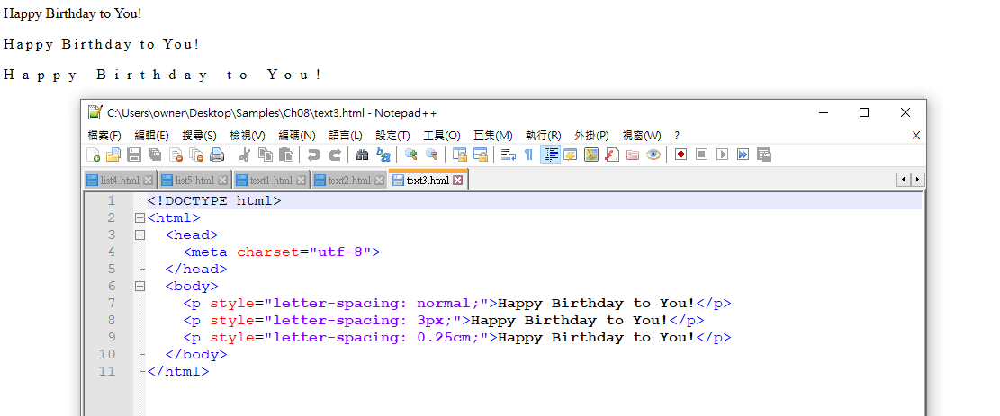 Happy Birthday to You!
Happy Birthday to You!
Happy Birthday to You!
C:\Users\owner\Desktop\Samples\Ch08\text3.html - Notepad++
檔案(F) 編輯(E) 搜尋(S) 檢視(V) 編碼(N) 語言(L) 設定(T) 工具(O) 巨集(M) 執行(R) 外掛(P) 視窗(W) ? X
list4.html list5.html text1.html text2.html text3.html
1 <!DOCTYPE html>
2 <html>
3 <head>
4 <meta charset="utf-8">
5 </head>
6 <body>
7 <p style="letter-spacing: normal;">Happy Birthday to You!</p>
8 <p style="letter-spacing: 3px;">Happy Birthday to You!</p>
9 <p style="letter-spacing: 0.25cm;">Happy Birthday to You!</p>
10 </body>
11 </html>